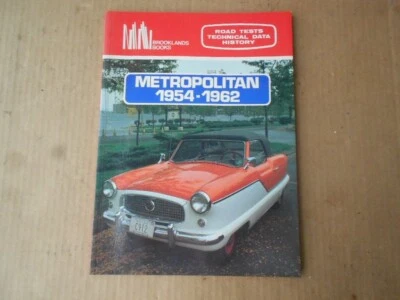 BROOKLANDS
BOOKS
ROAD TESTS
TECHNICAL DATA
HISTORY
METROPOLITAN
1954-1962